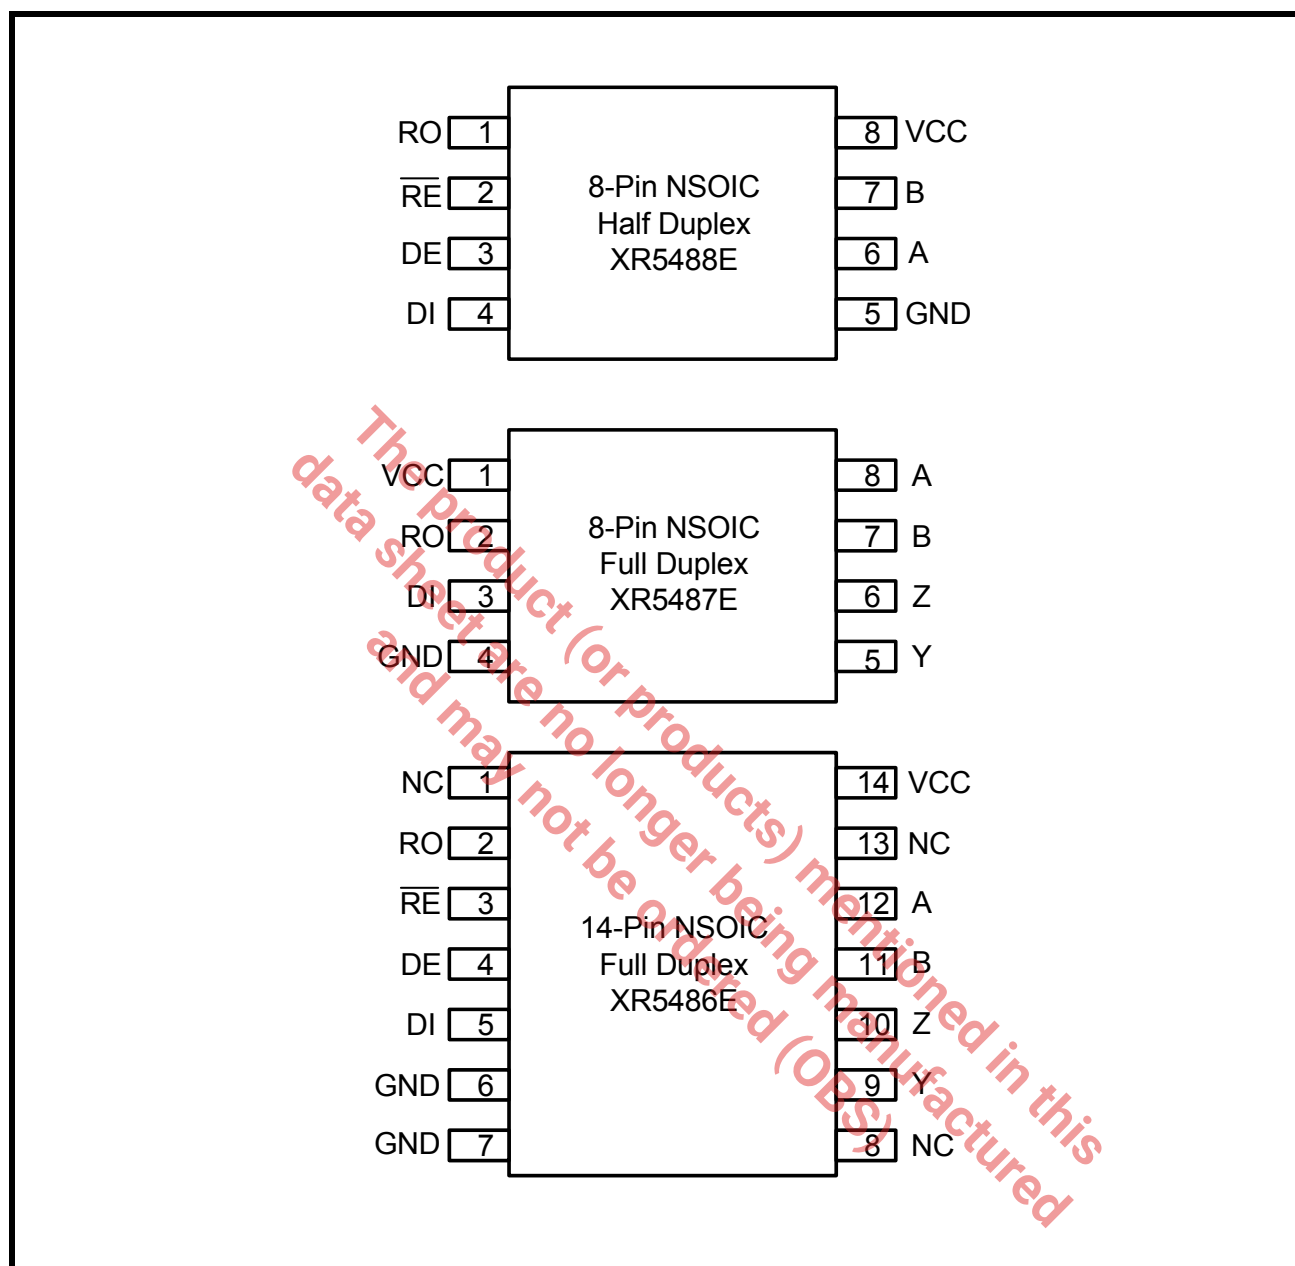 RO 1
8 VCC
R̅E̅ 2
7 B
DE 3
6 A
DI 4
5 GND
8-Pin NSOIC
Half Duplex
XR5488E
VCC 1
8 A
RO 2
7 B
DI 3
6 Z
GND 4
5 Y
8-Pin NSOIC
Full Duplex
XR5487E
NC 1
14 VCC
RO 2
13 NC
R̅E̅ 3
12 A
DE 4
11 B
DI 5
10 Z
GND 6
9 Y
GND 7
8 NC
14-Pin NSOIC
Full Duplex
XR5486E
The product (or products) mentioned in this
data sheet are no longer being manufactured
and may not be ordered (OBS)